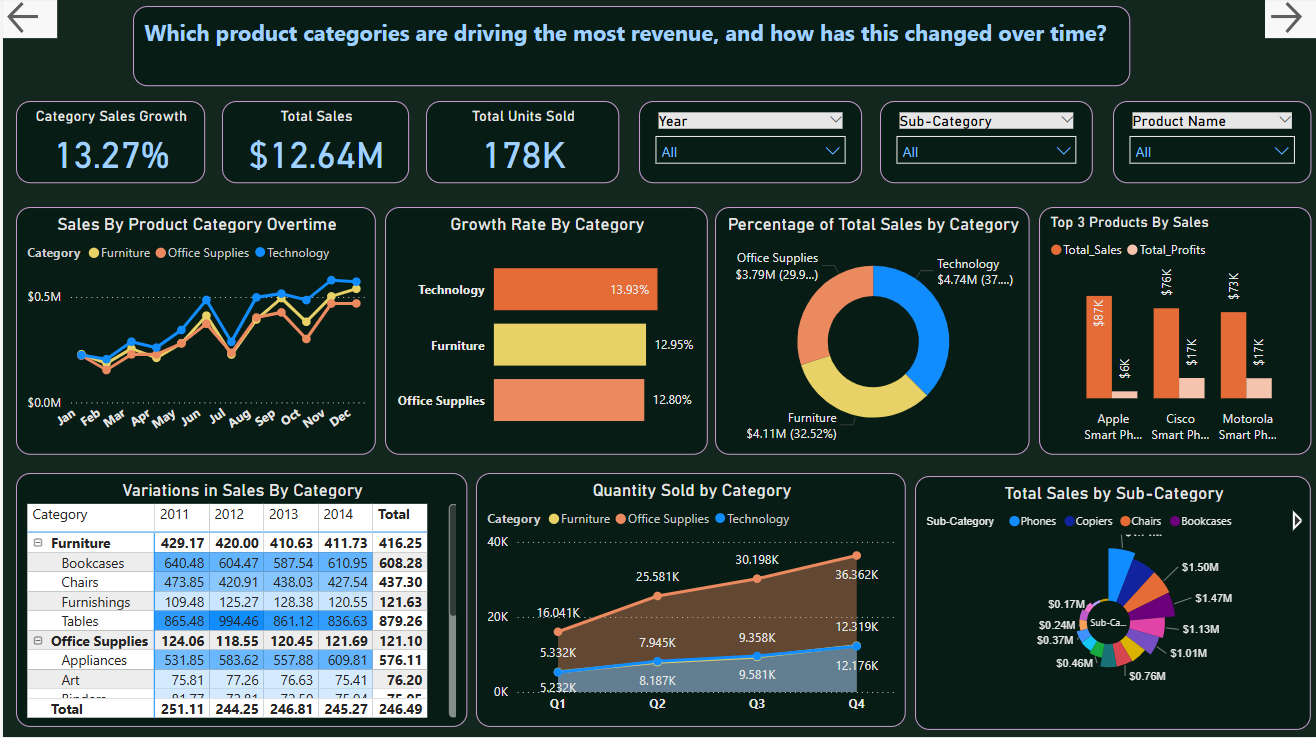 Which product categories are driving the most revenue, and how has this changed over time?
Category Sales Growth
13.27%
Total Sales
$12.64M
Total Units Sold
178K
Year
All
Sub-Category
All
Product Name
All
Sales By Product Category Overtime
Category Furniture Office Supplies Technology
$0.5M
$0.0M
Jan Feb Mar Apr May Jun Jul Aug Sep Oct Nov Dec
Growth Rate By Category
Technology 13.93%
Furniture 12.95%
Office Supplies 12.80%
Percentage of Total Sales by Category
Office Supplies
$3.79M (29.9...)
Technology
$4.74M (37....)
Furniture
$4.11M (32.52%)
Top 3 Products By Sales
Total_Sales Total_Profits
$87K $6K $76K $17K $73K $17K
Apple Cisco Motorola
Smart Ph... Smart Ph... Smart Ph...
Variations in Sales By Category
Category 2011 2012 2013 2014 Total
Furniture 429.17 420.00 410.63 411.73 416.25
Bookcases 640.48 604.47 587.54 610.95 608.28
Chairs 473.85 420.91 438.03 427.54 437.30
Furnishings 109.48 125.27 128.38 120.55 121.63
Tables 865.48 994.46 861.12 836.63 879.26
Office Supplies 124.06 118.55 120.45 121.69 121.10
Appliances 531.85 583.62 557.88 609.81 576.11
Art 75.81 77.26 76.63 75.41 76.20
Total 251.11 244.25 246.81 245.27 246.49
Quantity Sold by Category
Category Furniture Office Supplies Technology
40K
20K
0K
16.041K 25.581K 30.198K 36.362K
5.332K 7.945K 9.358K 12.319K
5.232K 8.187K 9.581K 12.176K
Q1 Q2 Q3 Q4
Total Sales by Sub-Category
Sub-Category Phones Copiers Chairs Bookcases
$1.50M
$1.47M
$1.13M
$1.01M
$0.76M
$0.46M
$0.37M
$0.24M
$0.17M
Sub-Ca...